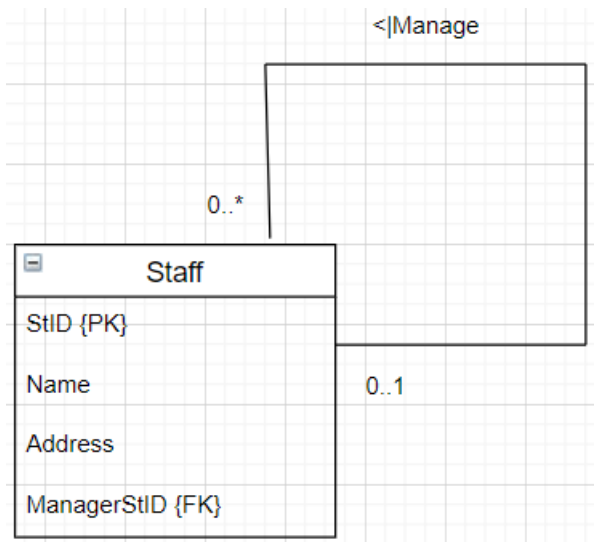 <|Manage
0..*
Staff
StID {PK}
Name
0..1
Address
ManagerStID {FK}